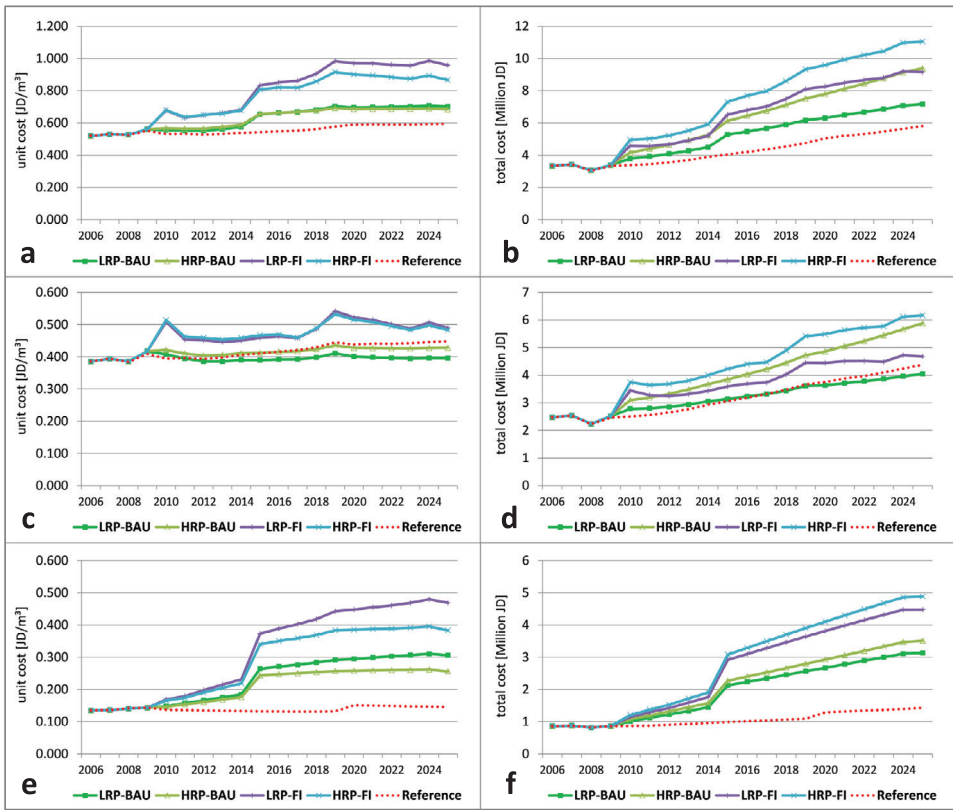 unit cost [JD/m³]
1.200
1.000
0.800
0.600
0.400
0.200
0.000
2006 2008 2010 2012 2014 2016 2018 2020 2022 2024
a
LRP-BAU HRP-BAU LRP-FI HRP-FI Reference
total cost [Million JD]
12
10
8
6
4
2
0
2006 2008 2010 2012 2014 2016 2018 2020 2022 2024
b
LRP-BAU HRP-BAU LRP-FI HRP-FI Reference
unit cost [JD/m³]
0.600
0.500
0.400
0.300
0.200
0.100
0.000
2006 2008 2010 2012 2014 2016 2018 2020 2022 2024
c
LRP-BAU HRP-BAU LRP-FI HRP-FI Reference
total cost [Million JD]
7
6
5
4
3
2
1
0
2006 2008 2010 2012 2014 2016 2018 2020 2022 2024
d
LRP-BAU HRP-BAU LRP-FI HRP-FI Reference
unit cost [JD/m³]
0.600
0.500
0.400
0.300
0.200
0.100
0.000
2006 2008 2010 2012 2014 2016 2018 2020 2022 2024
e
LRP-BAU HRP-BAU LRP-FI HRP-FI Reference
total cost [Million JD]
6
5
4
3
2
1
0
2006 2008 2010 2012 2014 2016 2018 2020 2022 2024
f
LRP-BAU HRP-BAU LRP-FI HRP-FI Reference